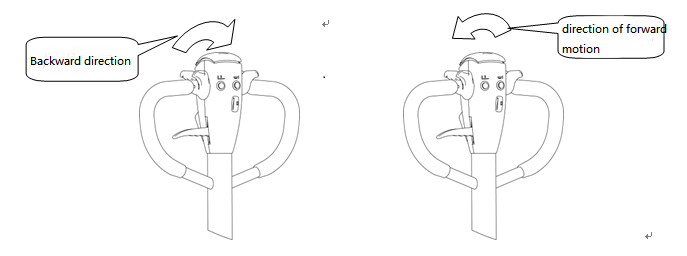 Backward direction
direction of forward
motion